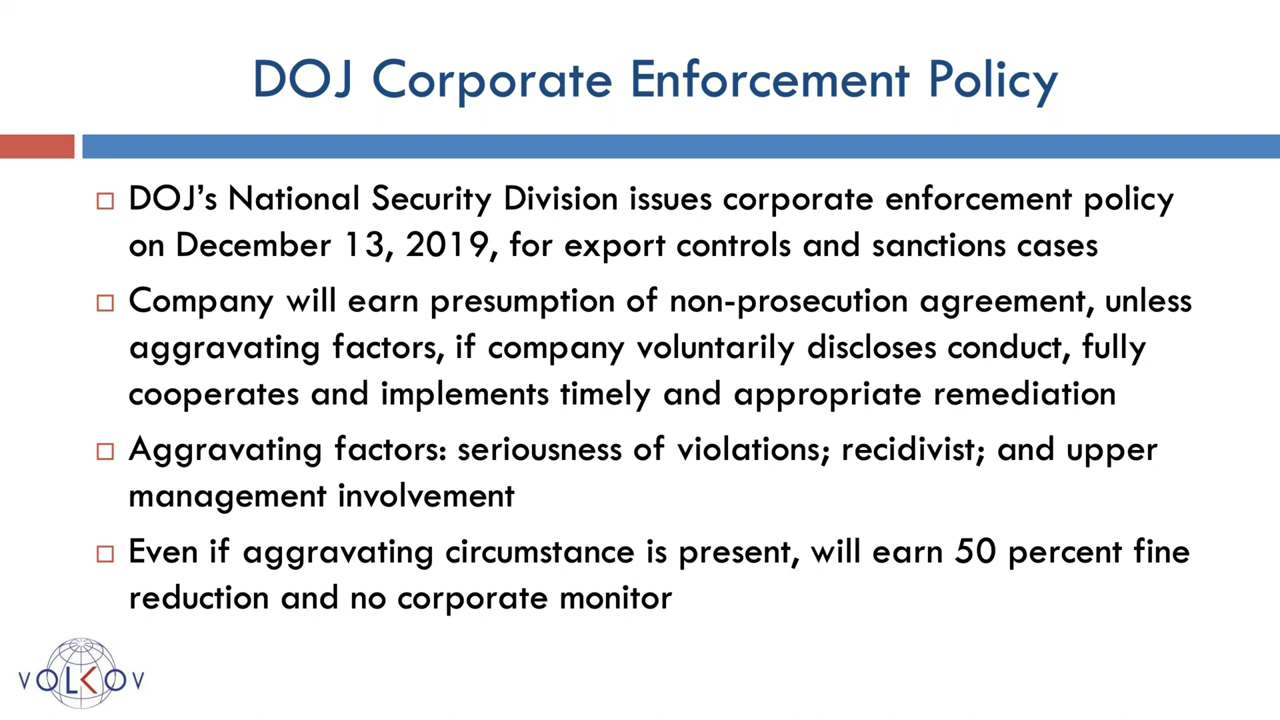 DOJ Corporate Enforcement Policy
DOJ’s National Security Division issues corporate enforcement policy
on December 13, 2019, for export controls and sanctions cases
Company will earn presumption of non-prosecution agreement, unless
aggravating factors, if company voluntarily discloses conduct, fully
cooperates and implements timely and appropriate remediation
Aggravating factors: seriousness of violations; recidivist; and upper
management involvement
Even if aggravating circumstance is present, will earn 50 percent fine
reduction and no corporate monitor
VOLKOV